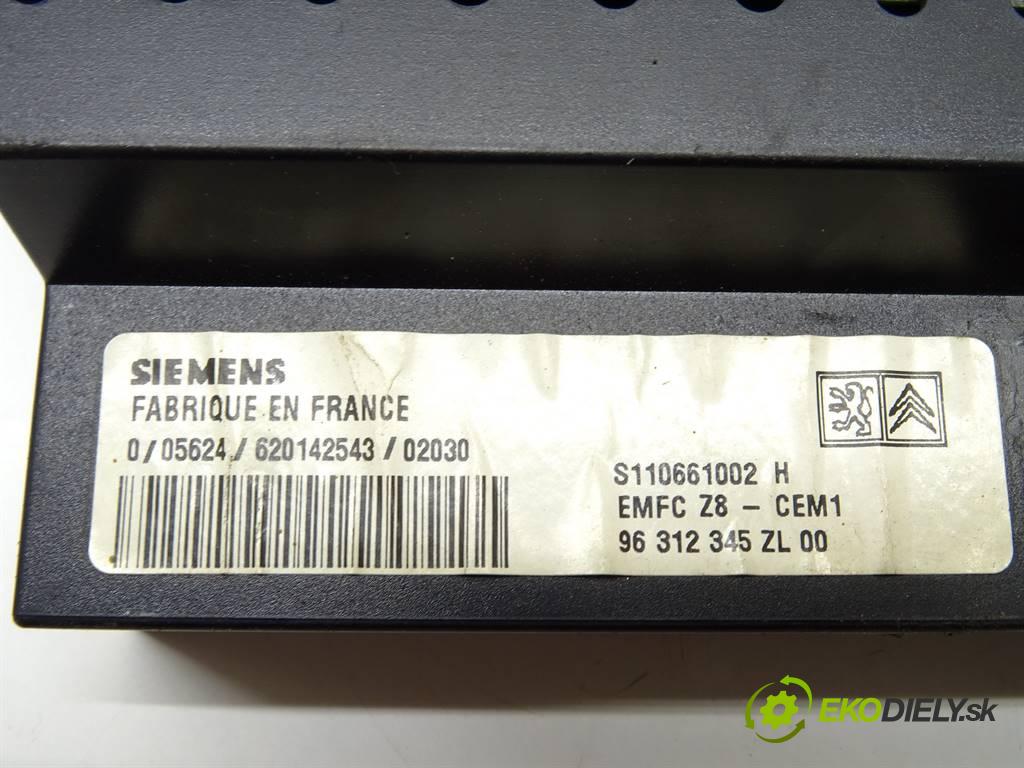 SIEMENS
FABRIQUE EN FRANCE
0/05624/620142543/02030
S110661002 H
EMFC Z8 - CEM1
96 312 345 ZL 00
EKODIELY.sk